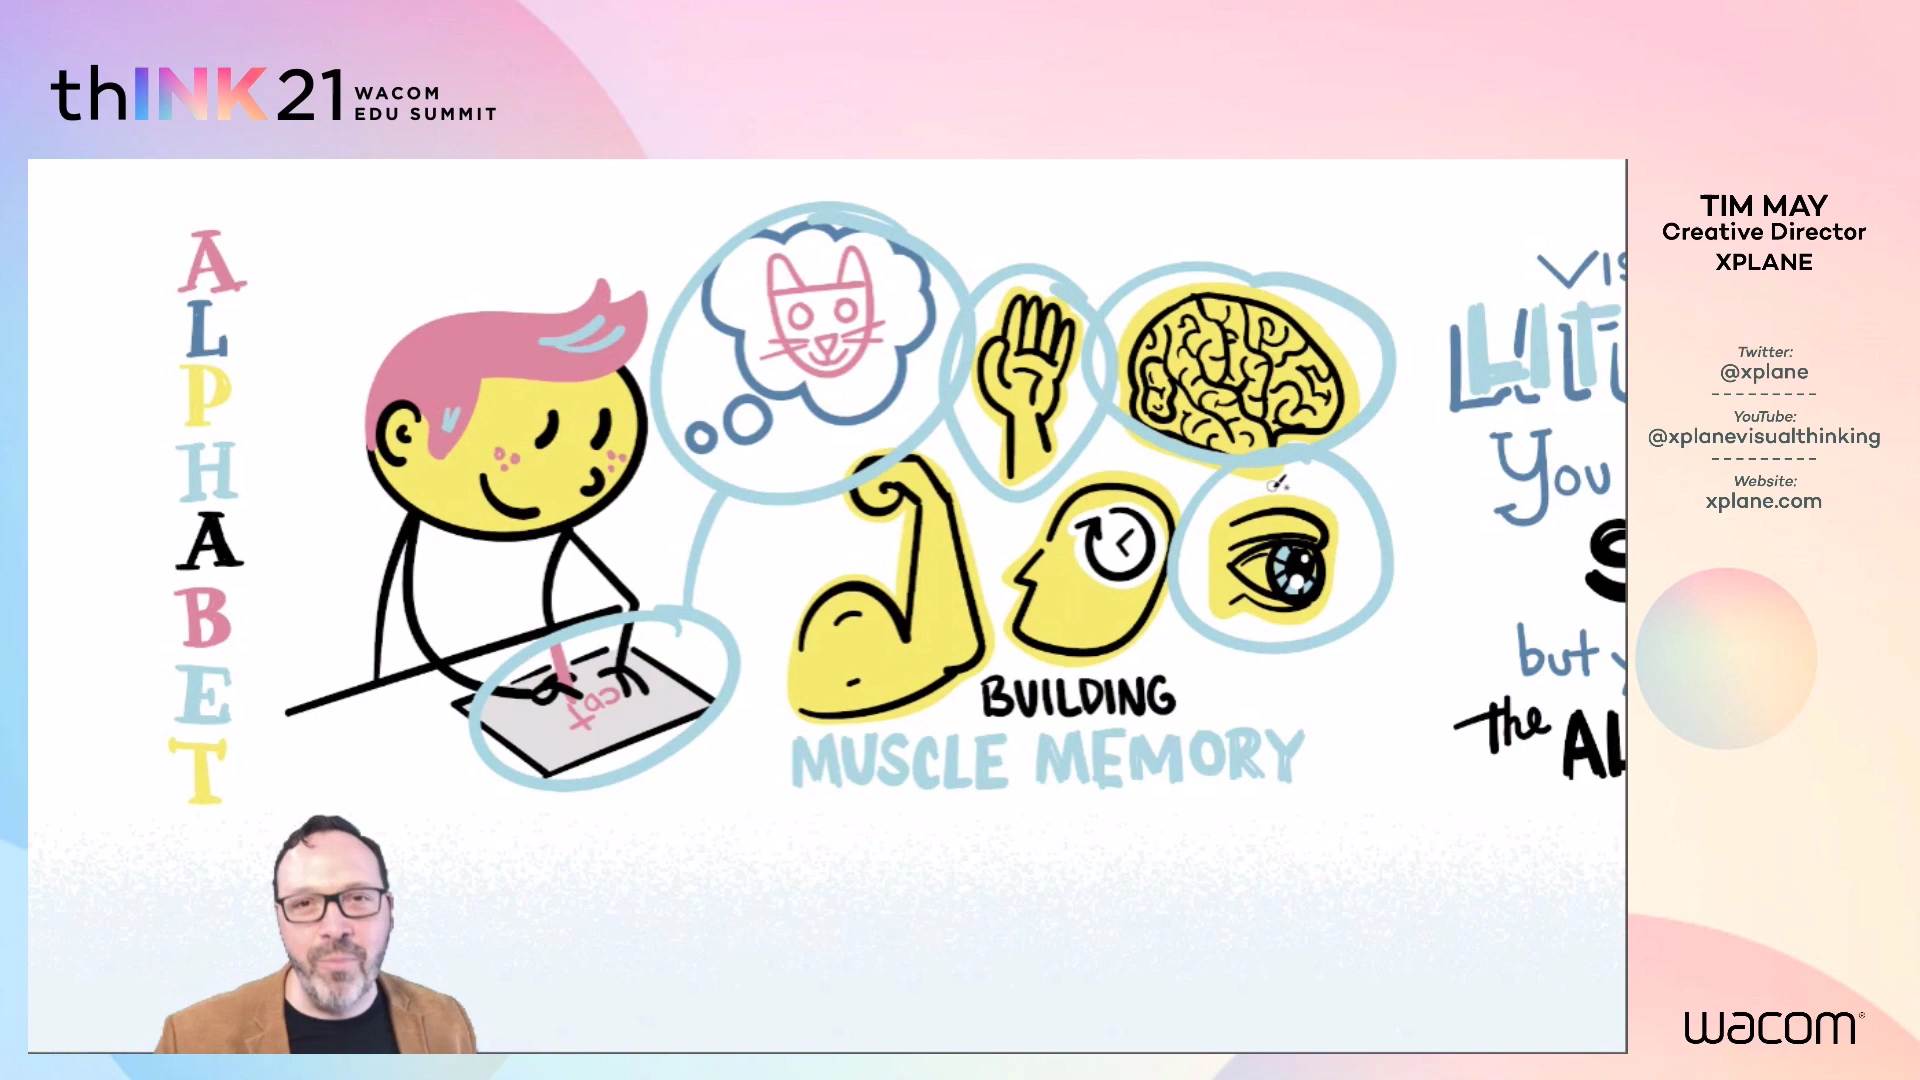 thINK21 WACOM
EDU SUMMIT
ALPHABET
cat
BUILDING
MUSCLE MEMORY
You
but
the
TIM MAY
Creative Director
XPLANE
Twitter:
@xplane
YouTube:
@xplanevisualthinking
Website:
xplane.com
wacom